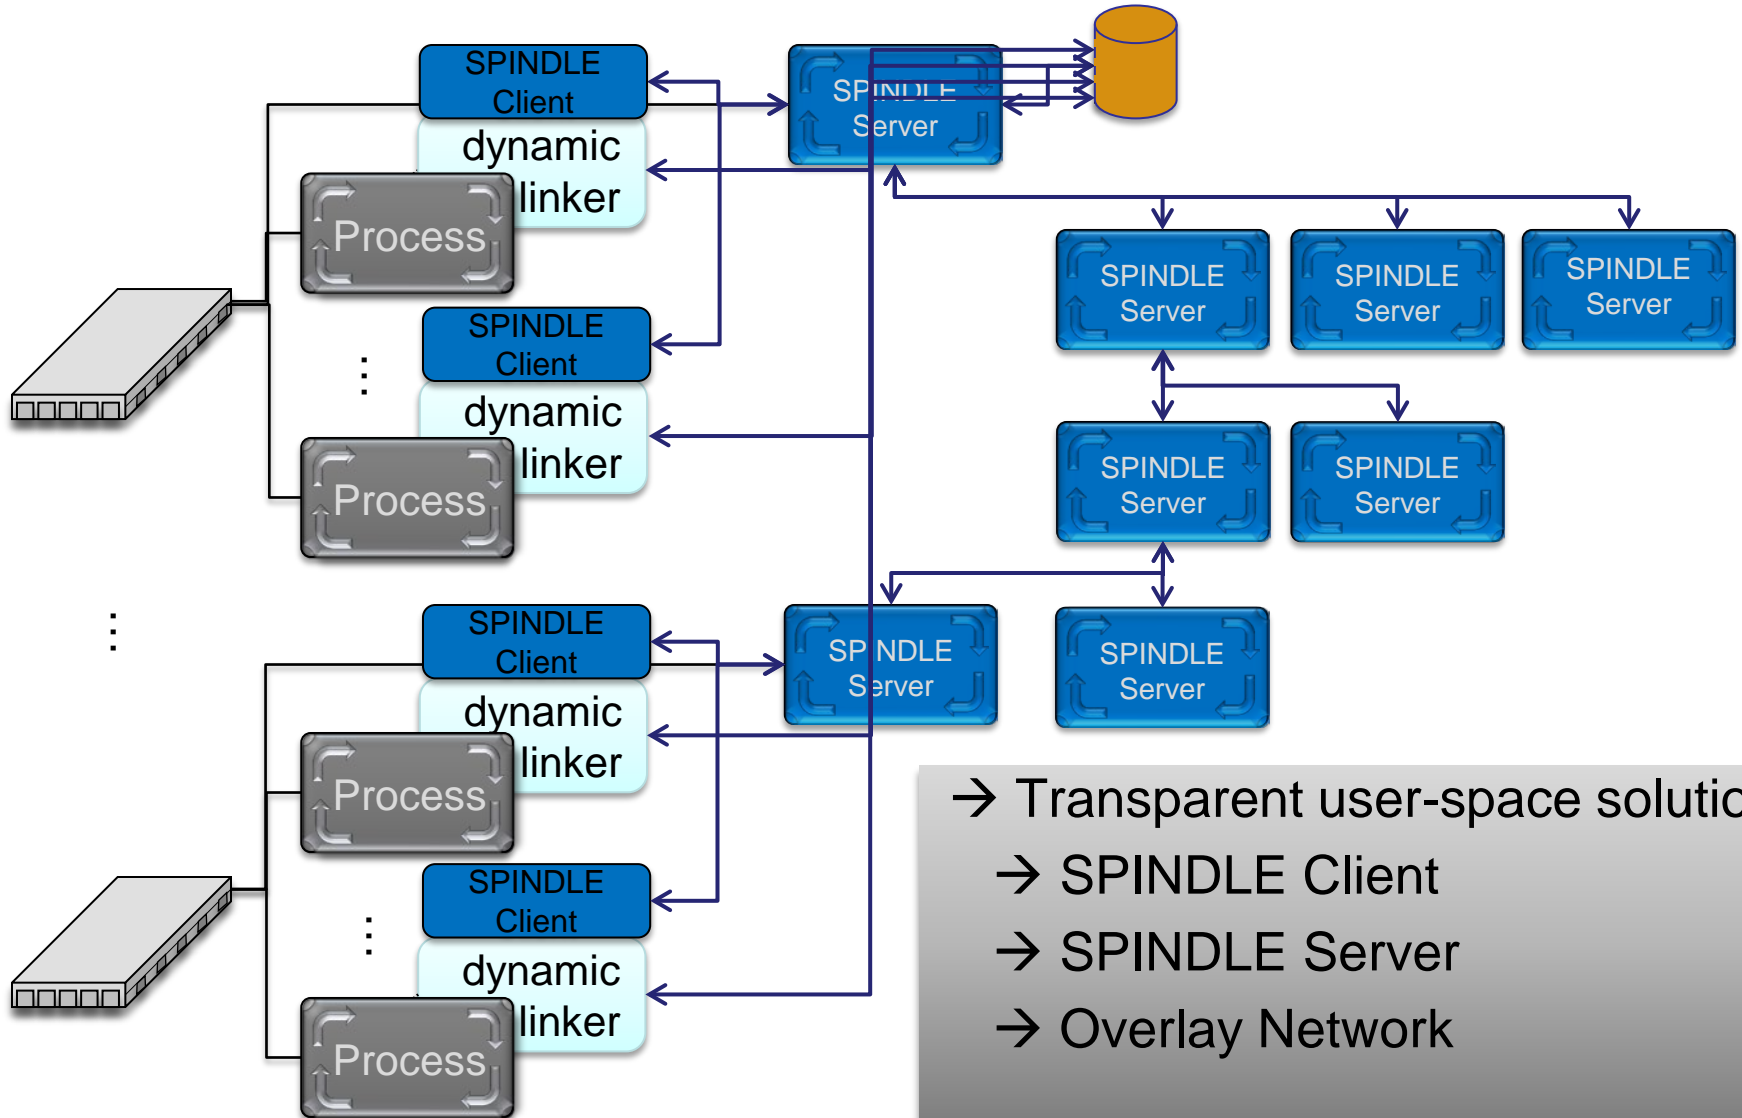 SPINDLE
Client
dynamic
linker
Process
SPINDLE
Server
SPINDLE
Server
SPINDLE
Server
SPINDLE
Server
SPINDLE
Client
dynamic
linker
Process
...
SPINDLE
Server
SPINDLE
Server
...
SPINDLE
Client
dynamic
linker
Process
SPINDLE
Server
SPINDLE
Server
SPINDLE
Client
dynamic
linker
Process
...
→ Transparent user-space solutio
→ SPINDLE Client
→ SPINDLE Server
→ Overlay Network